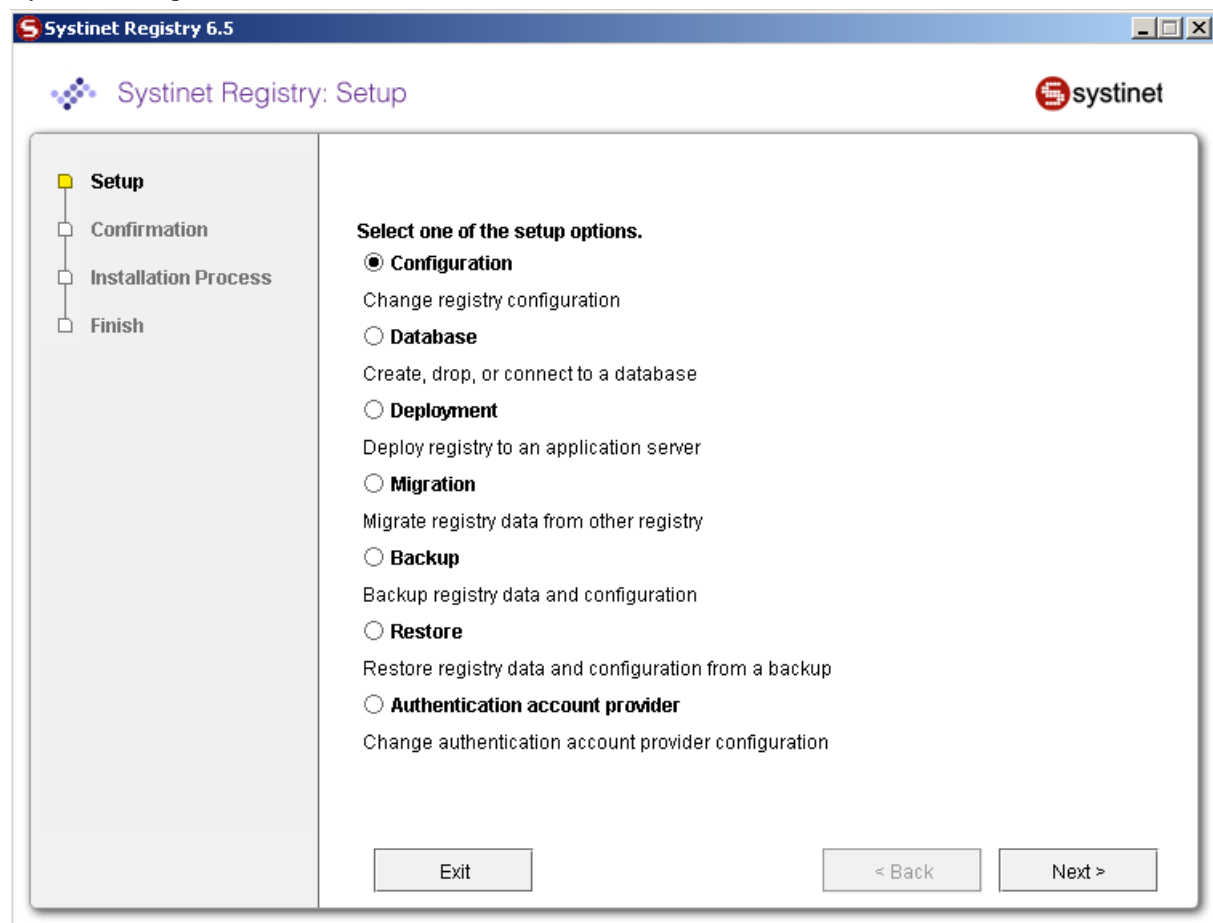 Systinet Registry 6.5
Systinet Registry: Setup
systinet
Setup
Confirmation
Installation Process
Finish
Select one of the setup options.
Configuration
Change registry configuration
Database
Create, drop, or connect to a database
Deployment
Deploy registry to an application server
Migration
Migrate registry data from other registry
Backup
Backup registry data and configuration
Restore
Restore registry data and configuration from a backup
Authentication account provider
Change authentication account provider configuration
Exit
< Back
Next >